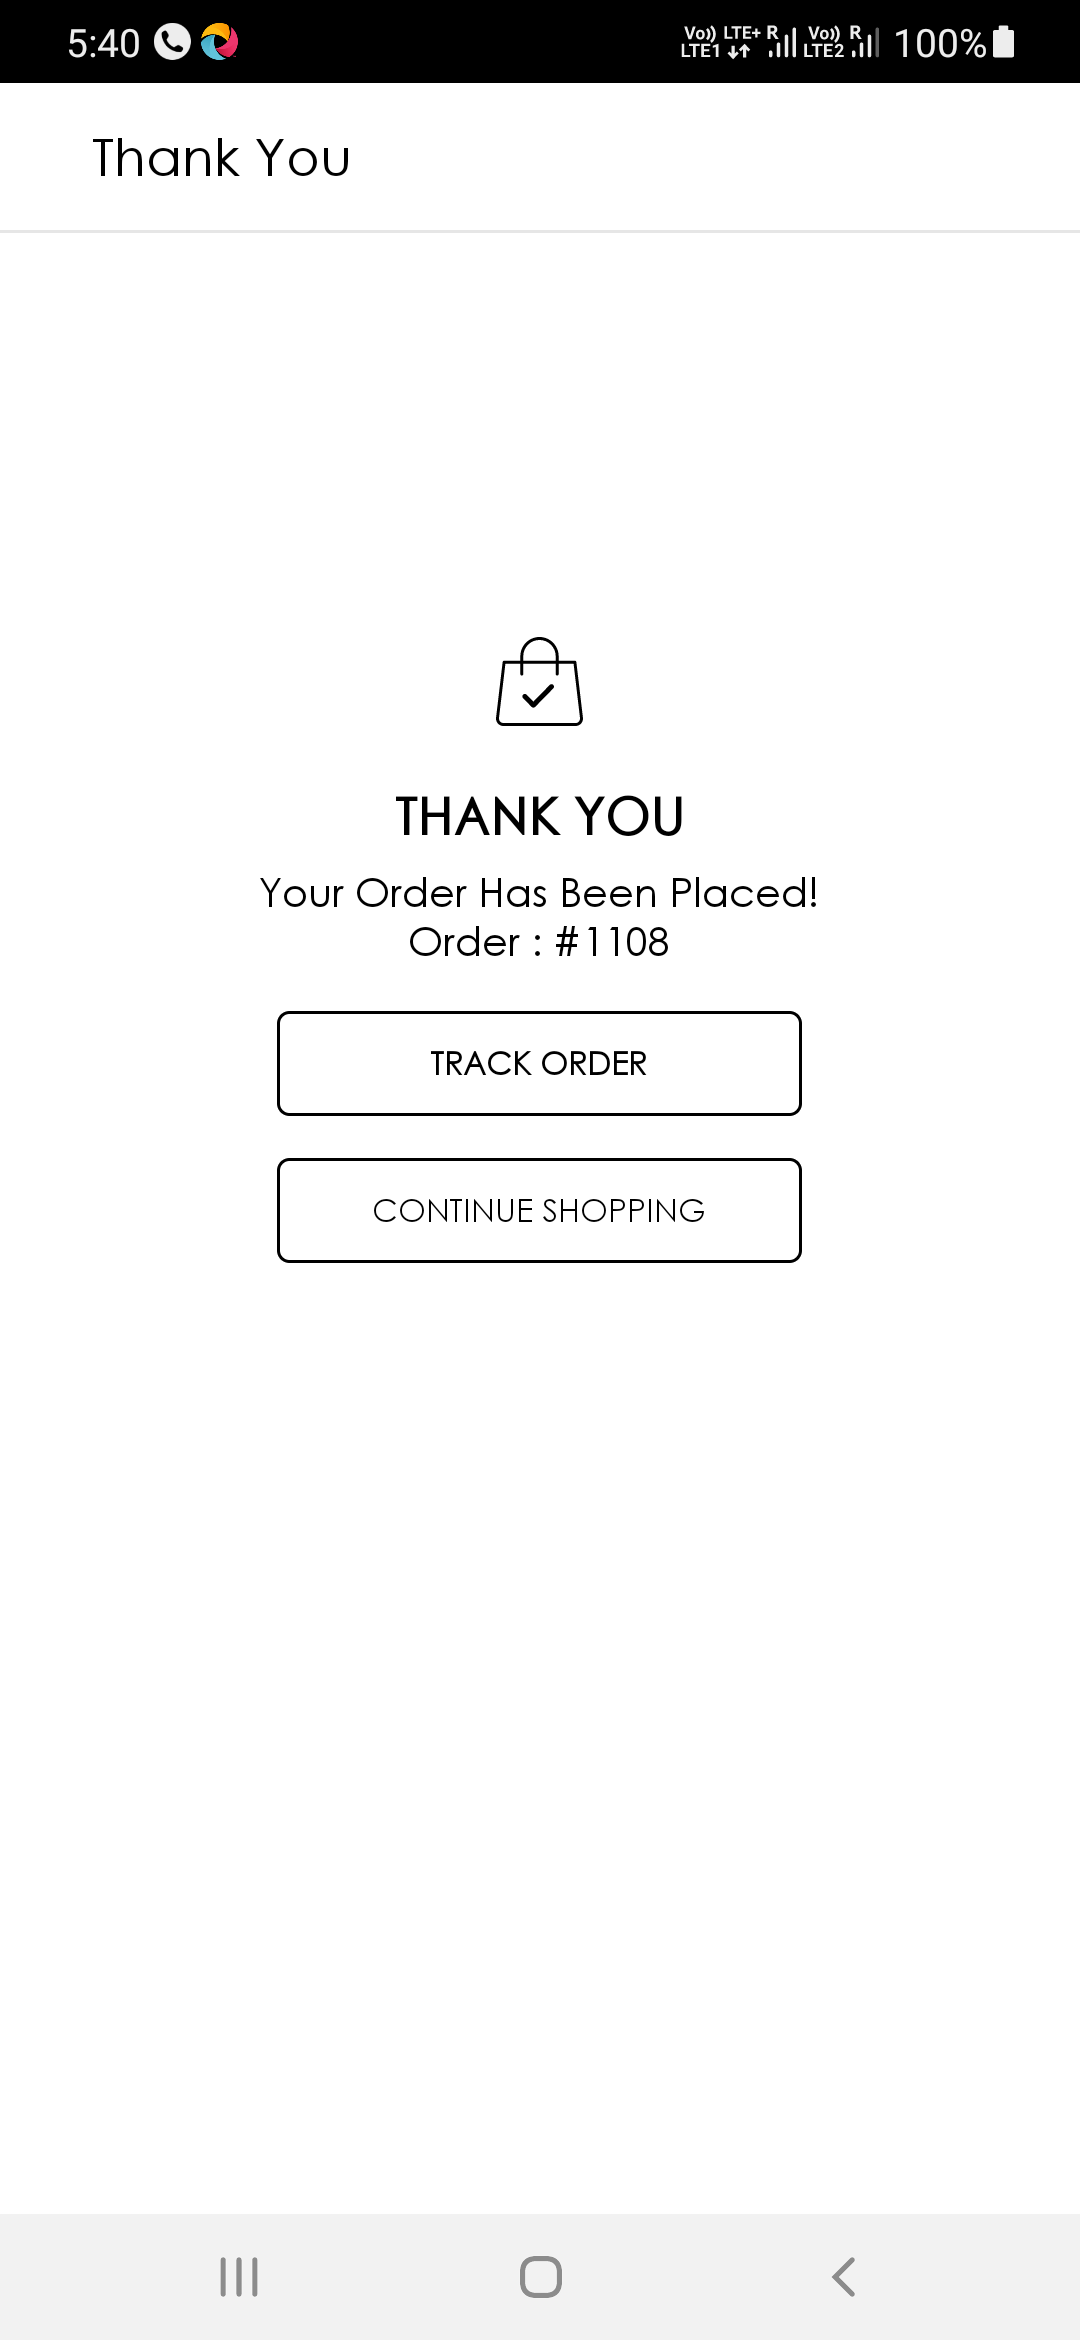 5:40 Vo)) LTE+ R Vo)) R 100%
LTE1 LTE2
Thank You
THANK YOU
Your Order Has Been Placed!
Order : #1108
TRACK ORDER
CONTINUE SHOPPING